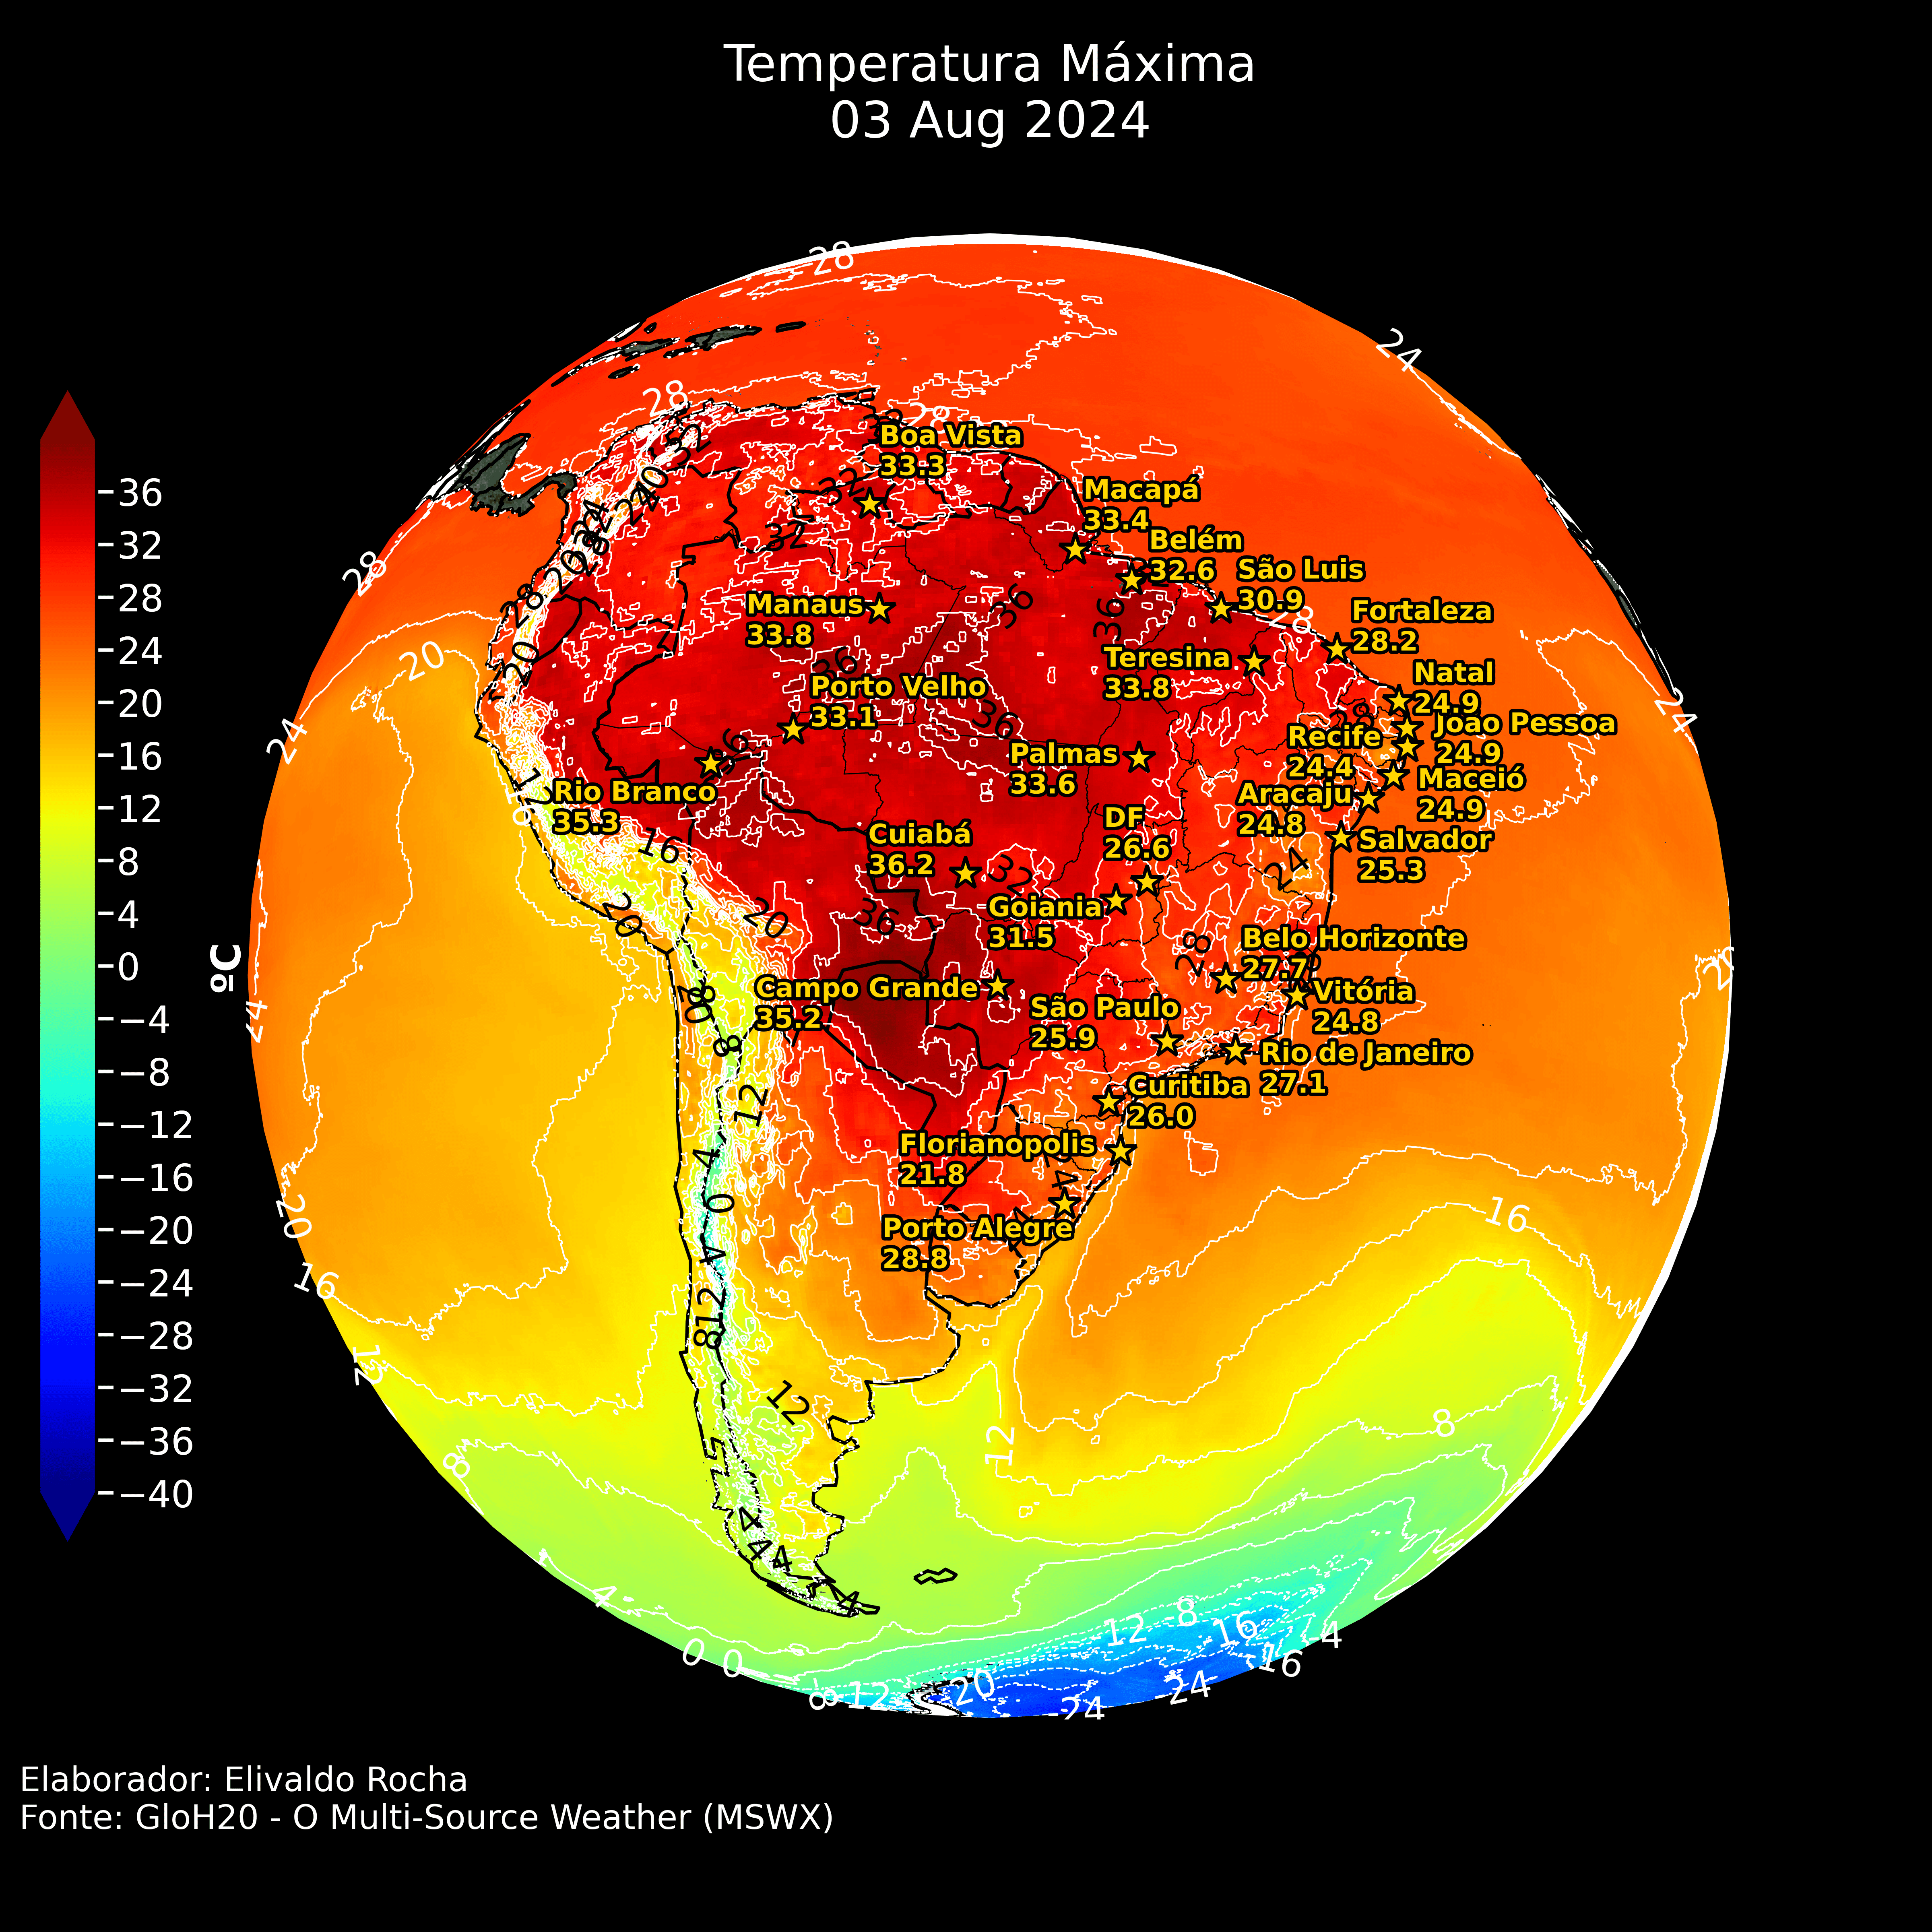 Temperatura Máxima
03 Aug 2024
ºC
36
32
28
24
20
16
12
8
4
0
−4
−8
−12
−16
−20
−24
−28
−32
−36
−40
Boa Vista
33.3
Macapá
33.4
Belém
32.6
São Luis
30.9
Fortaleza
28.2
Manaus
33.8
Teresina
33.8
Natal
24.9
João Pessoa
24.9
Porto Velho
33.1
Recife
24.4
Palmas
33.6
Maceió
24.9
Rio Branco
35.3
Aracaju
24.8
DF
26.6
Cuiabá
36.2
Salvador
25.3
Goiania
31.5
Belo Horizonte
27.7
Campo Grande
35.2
Vitória
24.8
São Paulo
25.9
Rio de Janeiro
27.1
Curitiba
26.0
Florianopolis
21.8
Porto Alegre
28.8
Elaborador: Elivaldo Rocha
Fonte: GloH20 - O Multi-Source Weather (MSWX)